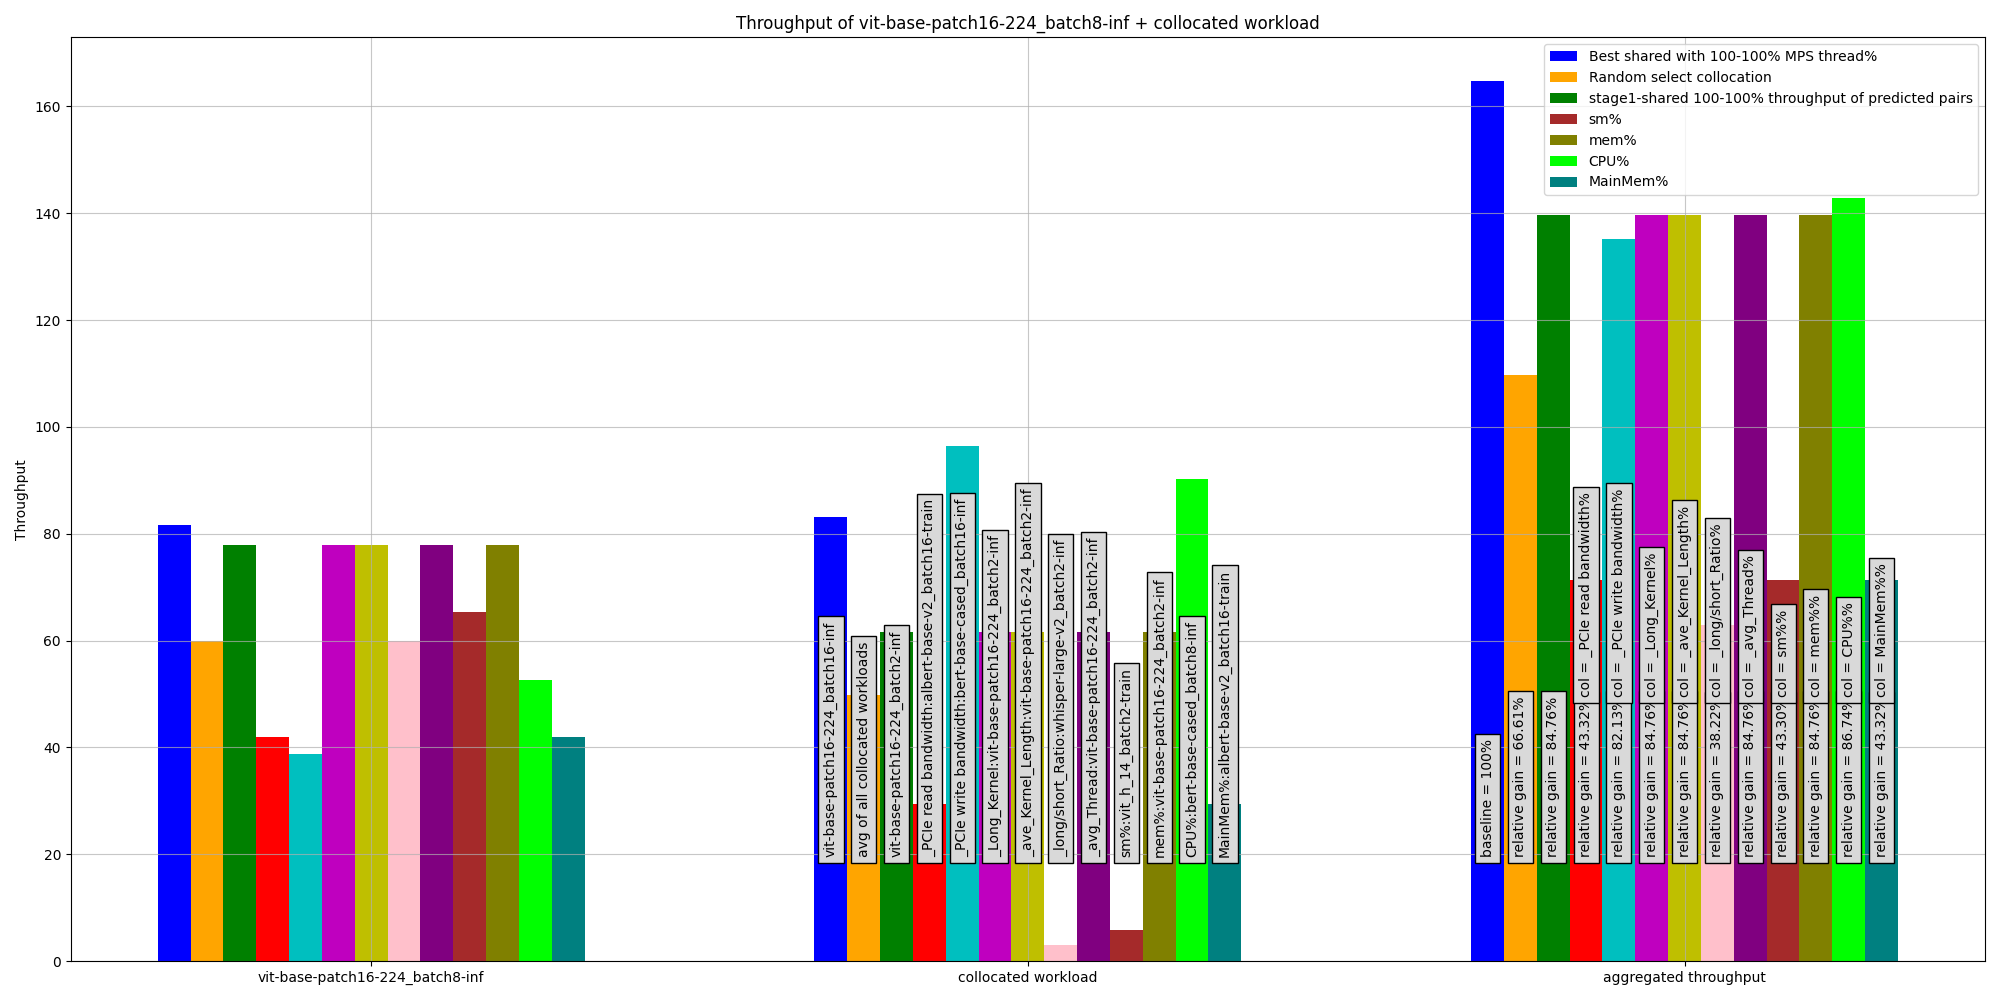 Throughput of vit-base-patch16-224_batch8-inf + collocated workload
Best shared with 100-100% MPS thread%
Random select collocation
stage1-shared 100-100% throughput of predicted pairs
sm%
mem%
CPU%
MainMem%
Throughput
160
140
120
100
80
60
40
20
0
vit-base-patch16-224_batch16-inf
avg of all collocated workloads
vit-base-patch16-224_batch2-inf
_PCIe read bandwidth:albert-base-v2_batch16-train
_PCIe write bandwidth:bert-base-cased_batch16-inf
_Long_Kernel:vit-base-patch16-224_batch2-inf
_ave_Kernel_Length:vit-base-patch16-224_batch2-inf
_long/short_Ratio:whisper-large-v2_batch2-inf
_avg_Thread:vit-base-patch16-224_batch2-inf
sm%:vit_h_14_batch2-train
mem%:vit-base-patch16-224_batch2-inf
CPU%:bert-base-cased_batch8-inf
MainMem%:albert-base-v2_batch16-train
baseline = 100%
relative gain = 66.61%
relative gain = 84.76%
relative gain = 43.32% col = _PCIe read bandwidth%
relative gain = 82.13% col = _PCIe write bandwidth%
relative gain = 84.76% col = _Long_Kernel%
relative gain = 84.76% col = _ave_Kernel_Length%
relative gain = 38.22% col = _long/short_Ratio%
relative gain = 84.76% col = _avg_Thread%
relative gain = 43.30% col = sm%%
relative gain = 84.76% col = mem%%
relative gain = 86.74% col = CPU%%
relative gain = 43.32% col = MainMem%%
vit-base-patch16-224_batch8-inf
collocated workload
aggregated throughput